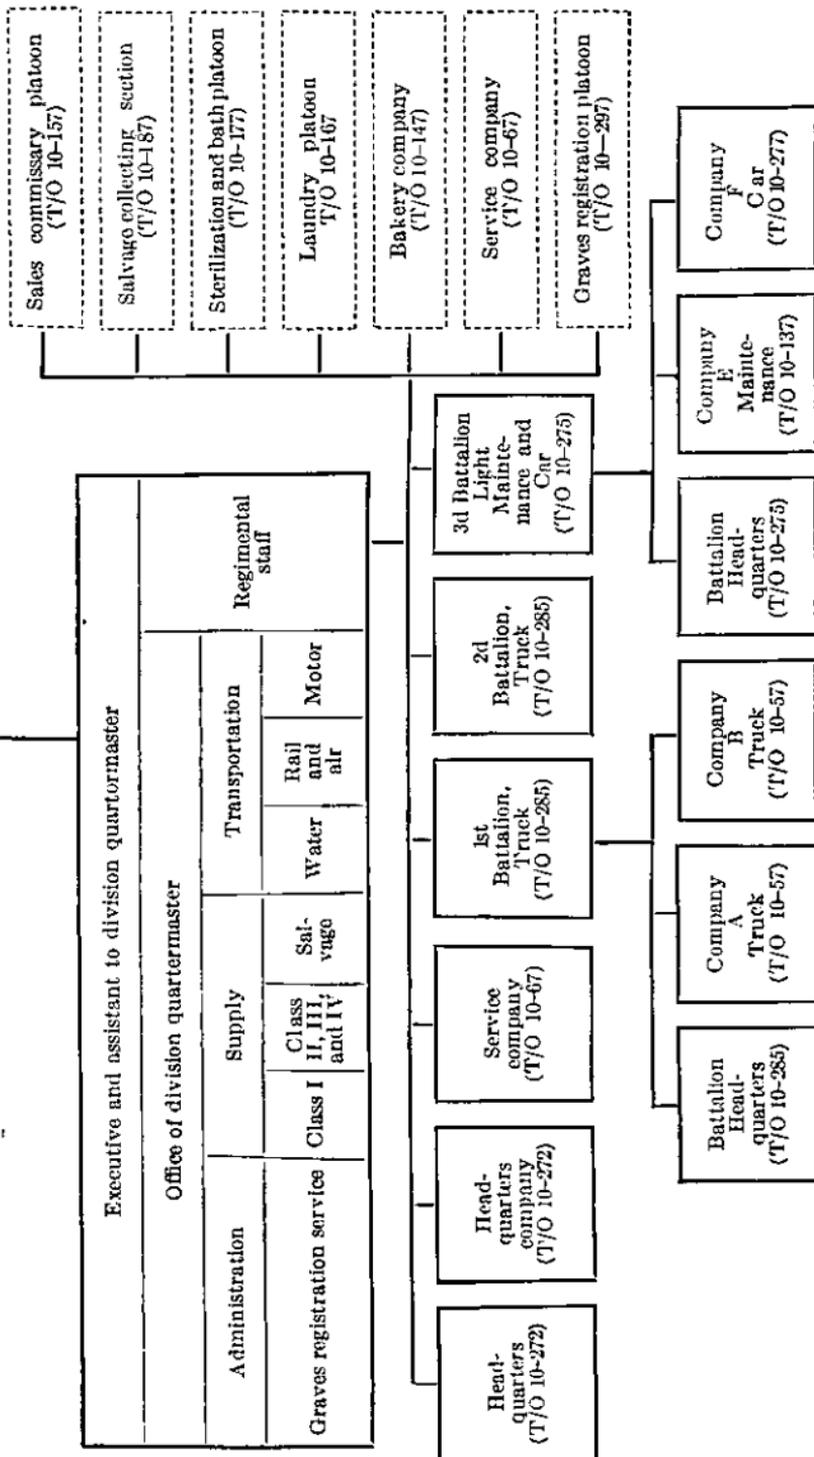 Executive and assistant to division quartormaster
Office of division quartermaster
Regimental
staff
Administration
Supply
Transportation
Graves registration service
Class I
Class
II, III,
and IV
Sal-
vage
Water
Rail
and
air
Motor
Sales commissary platoon
(T/O 10-157)
Salvage collecting section
(T/O 10-187)
Sterilization and bath platoon
(T/O 10-177)
Laundry platoon
T/O 10-167
Bakery company
(T/O 10-147)
Service company
(T/O 10-67)
Graves registration platoon
(T/O 10-297)
Head-
quarters
(T/O 10-272)
Head-
quarters
company
(T/O 10-272)
Service
company
(T/O 10-67)
1st
Battalion,
Truck
(T/O 10-285)
2d
Battalion,
Truck
(T/O 10-285)
3d Battalion
Light
Mainte-
nance and
Car
(T/O 10-275)
Battalion
Head-
quarters
(T/O 10-285)
Company
A
Truck
(T/O 10-57)
Company
B
Truck
(T/O 10-57)
Battalion
Head-
quarters
(T/O 10-275)
Company
E
Mainte-
nance
(T/O 10-137)
Company
F
Car
(T/O 10-277)